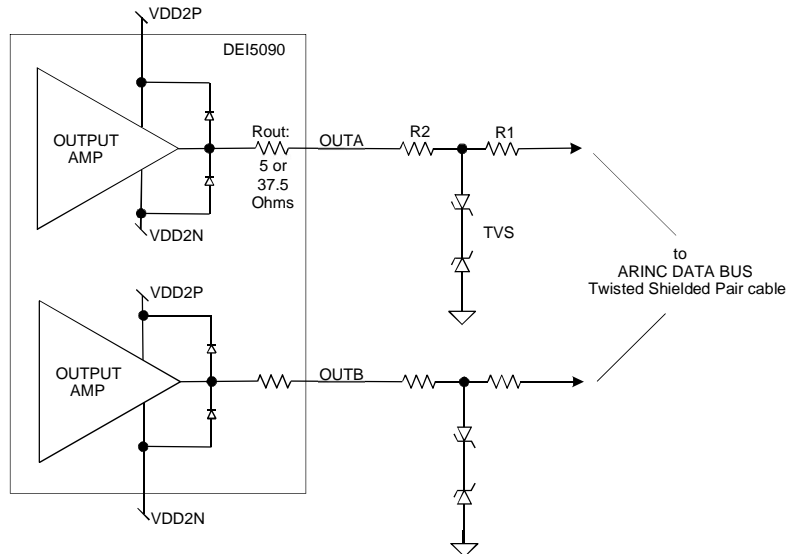 VDD2P
DEI5090
OUTPUT
AMP
Rout:
5 or
37.5
Ohms
OUTA
R2
R1
VDD2N
TVS
to
ARINC DATA BUS
Twisted Shielded Pair cable
VDD2P
OUTPUT
AMP
OUTB
VDD2N